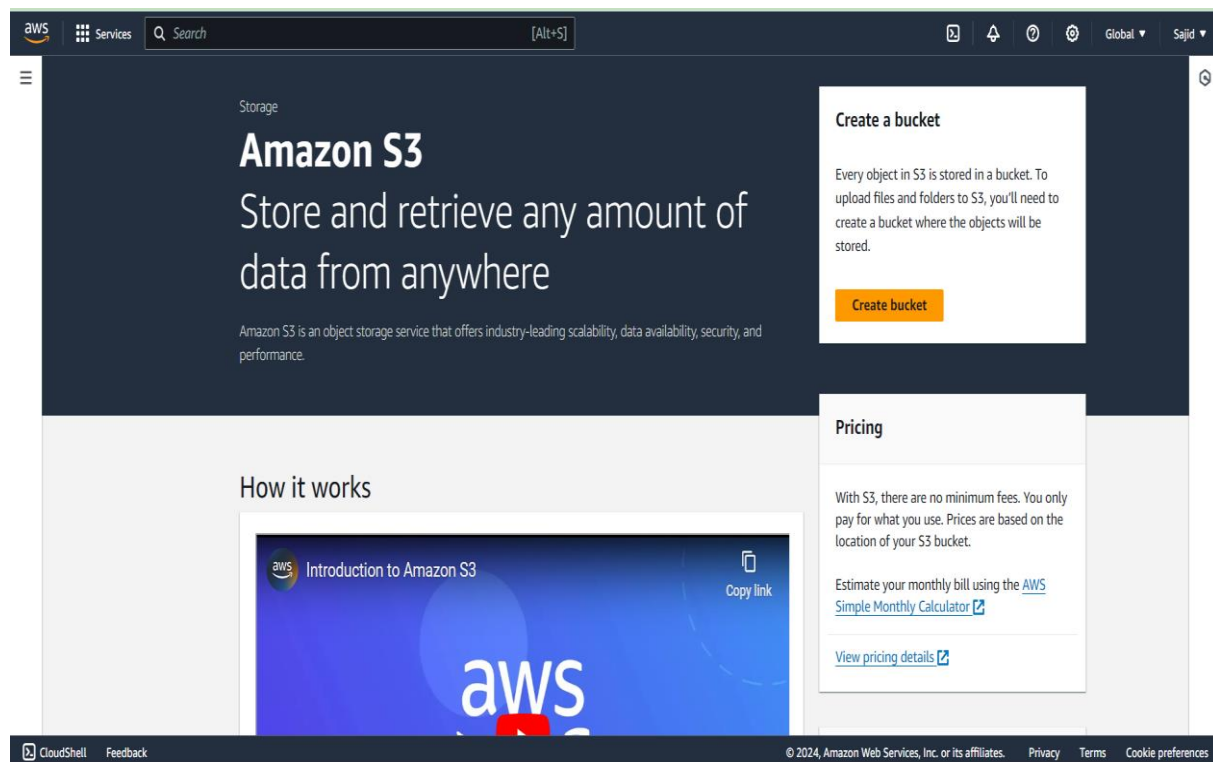 aws
Services
Search
[Alt+S]
Global
Sajid
Storage
Amazon S3
Store and retrieve any amount of
data from anywhere
Amazon S3 is an object storage service that offers industry-leading scalability, data availability, security, and
performance.
Create a bucket
Every object in S3 is stored in a bucket. To
upload files and folders to S3, you'll need to
create a bucket where the objects will be
stored.
Create bucket
Pricing
With S3, there are no minimum fees. You only
pay for what you use. Prices are based on the
location of your S3 bucket.
Estimate your monthly bill using the AWS
Simple Monthly Calculator
View pricing details
How it works
aws
Introduction to Amazon S3
Copy link
aws
CloudShell
Feedback
© 2024, Amazon Web Services, Inc. or its affiliates.
Privacy
Terms
Cookie preferences